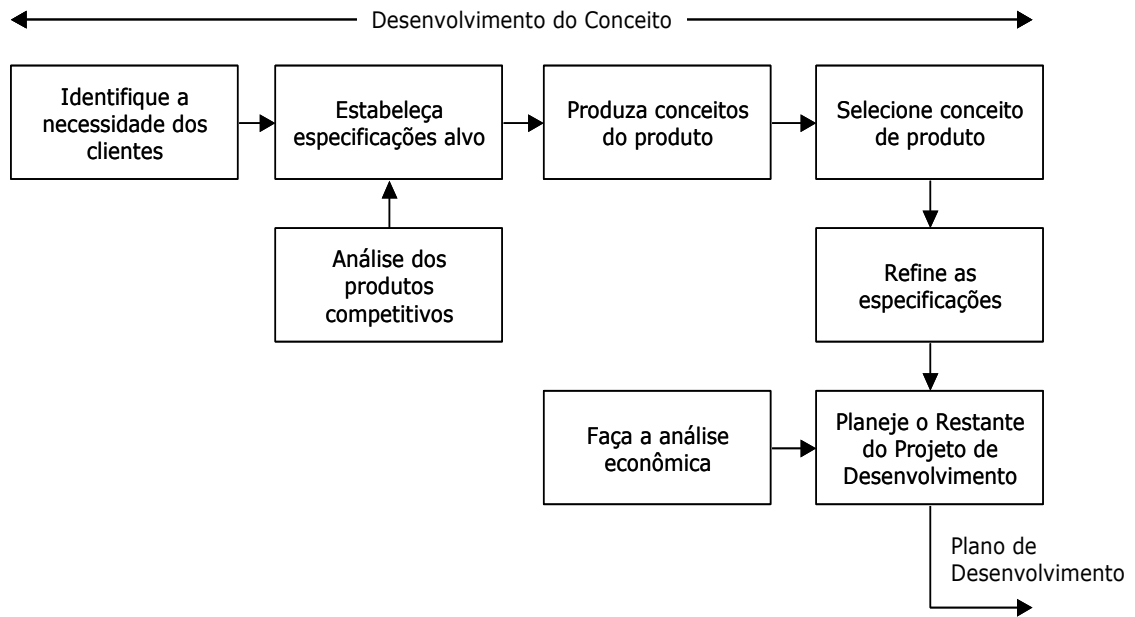 Desenvolvimento do Conceito
Identifique a
necessidade dos
clientes
Estabeleça
especificações alvo
Produza conceitos
do produto
Selecione conceito
de produto
Análise dos
produtos
competitivos
Refine as
especificações
Faça a análise
econômica
Planeje o Restante
do Projeto de
Desenvolvimento
Plano de
Desenvolvimento